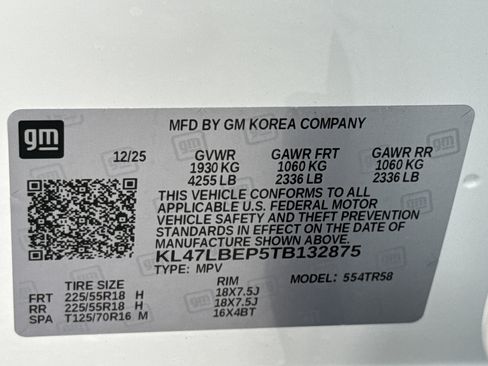 gm
MFD BY GM KOREA COMPANY
12/25 GVWR GAWR FRT GAWR RR
1930 KG 1060 KG 1060 KG
4255 LB 2336 LB 2336 LB
THIS VEHICLE CONFORMS TO ALL
APPLICABLE U.S. FEDERAL MOTOR
VEHICLE SAFETY AND THEFT PREVENTION
STANDARDS IN EFFECT ON THE DATE OF
MANUFACTURE SHOWN ABOVE.
KL47LBEP5TB132875
TYPE: MPV MODEL: 554TR58
TIRE SIZE RIM
FRT 225/55R18 H 18X7.5J
RR 225/55R18 H 18X7.5J
SPA T125/70R16 M 16X4BT